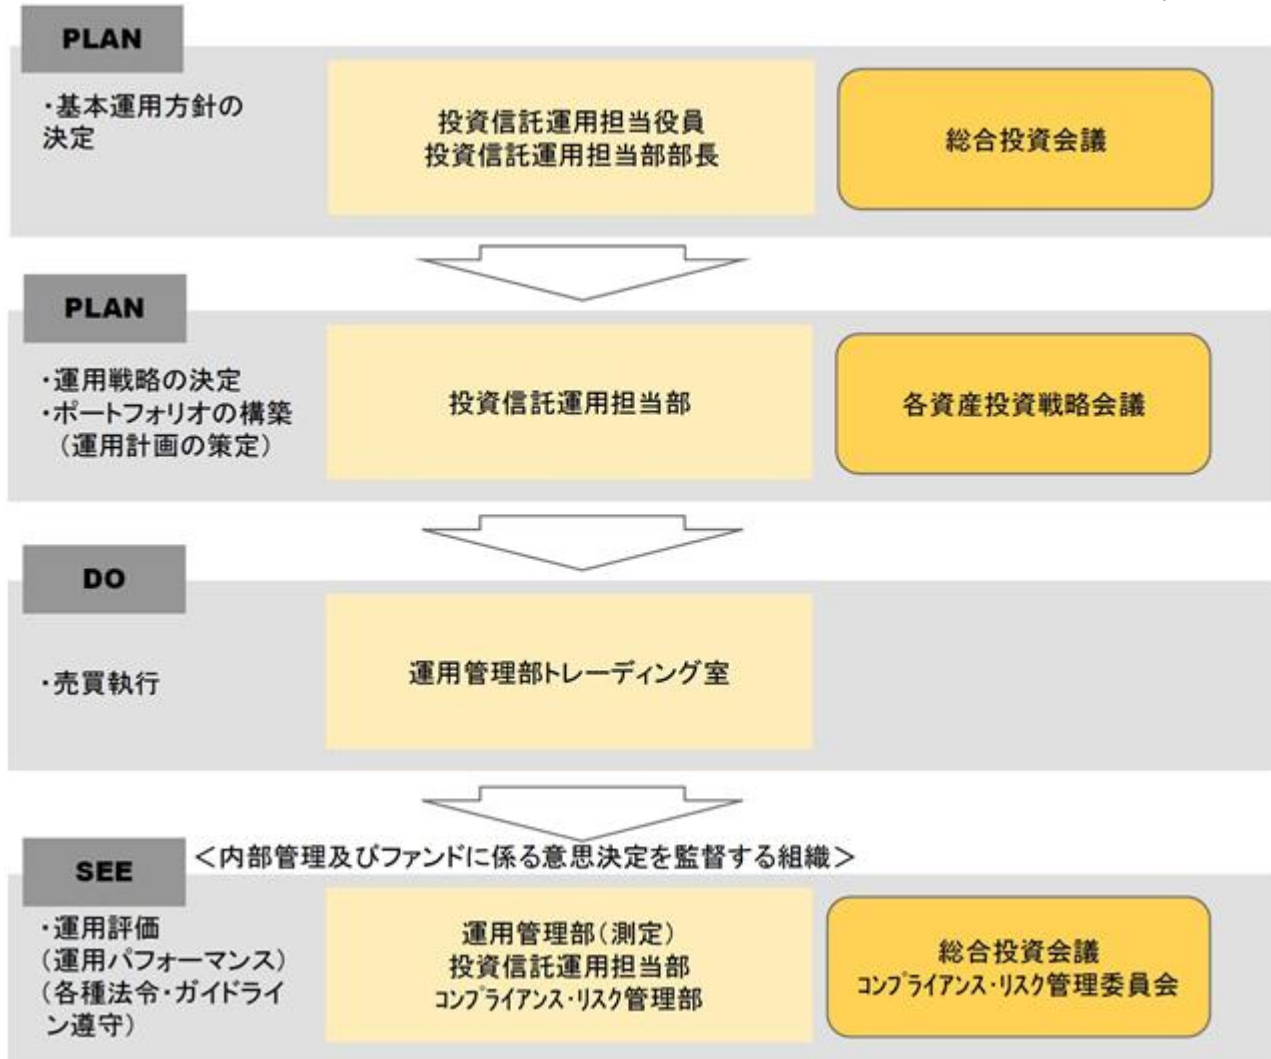 PLAN
・基本運用方針の
決定
投資信託運用担当役員
投資信託運用担当部部長
総合投資会議
PLAN
・運用戦略の決定
・ポートフォリオの構築
（運用計画の策定）
投資信託運用担当部
各資産投資戦略会議
DO
・売買執行
運用管理部トレーディング室
SEE
＜内部管理及びファンドに係る意思決定を監督する組織＞
・運用評価
（運用パフォーマンス）
（各種法令・ガイドライ
ン遵守）
運用管理部（測定）
投資信託運用担当部
ｺﾝﾌﾟﾗｲｱﾝｽ･ﾘｽｸ管理部
総合投資会議
ｺﾝﾌﾟﾗｲｱﾝｽ･ﾘｽｸ管理委員会